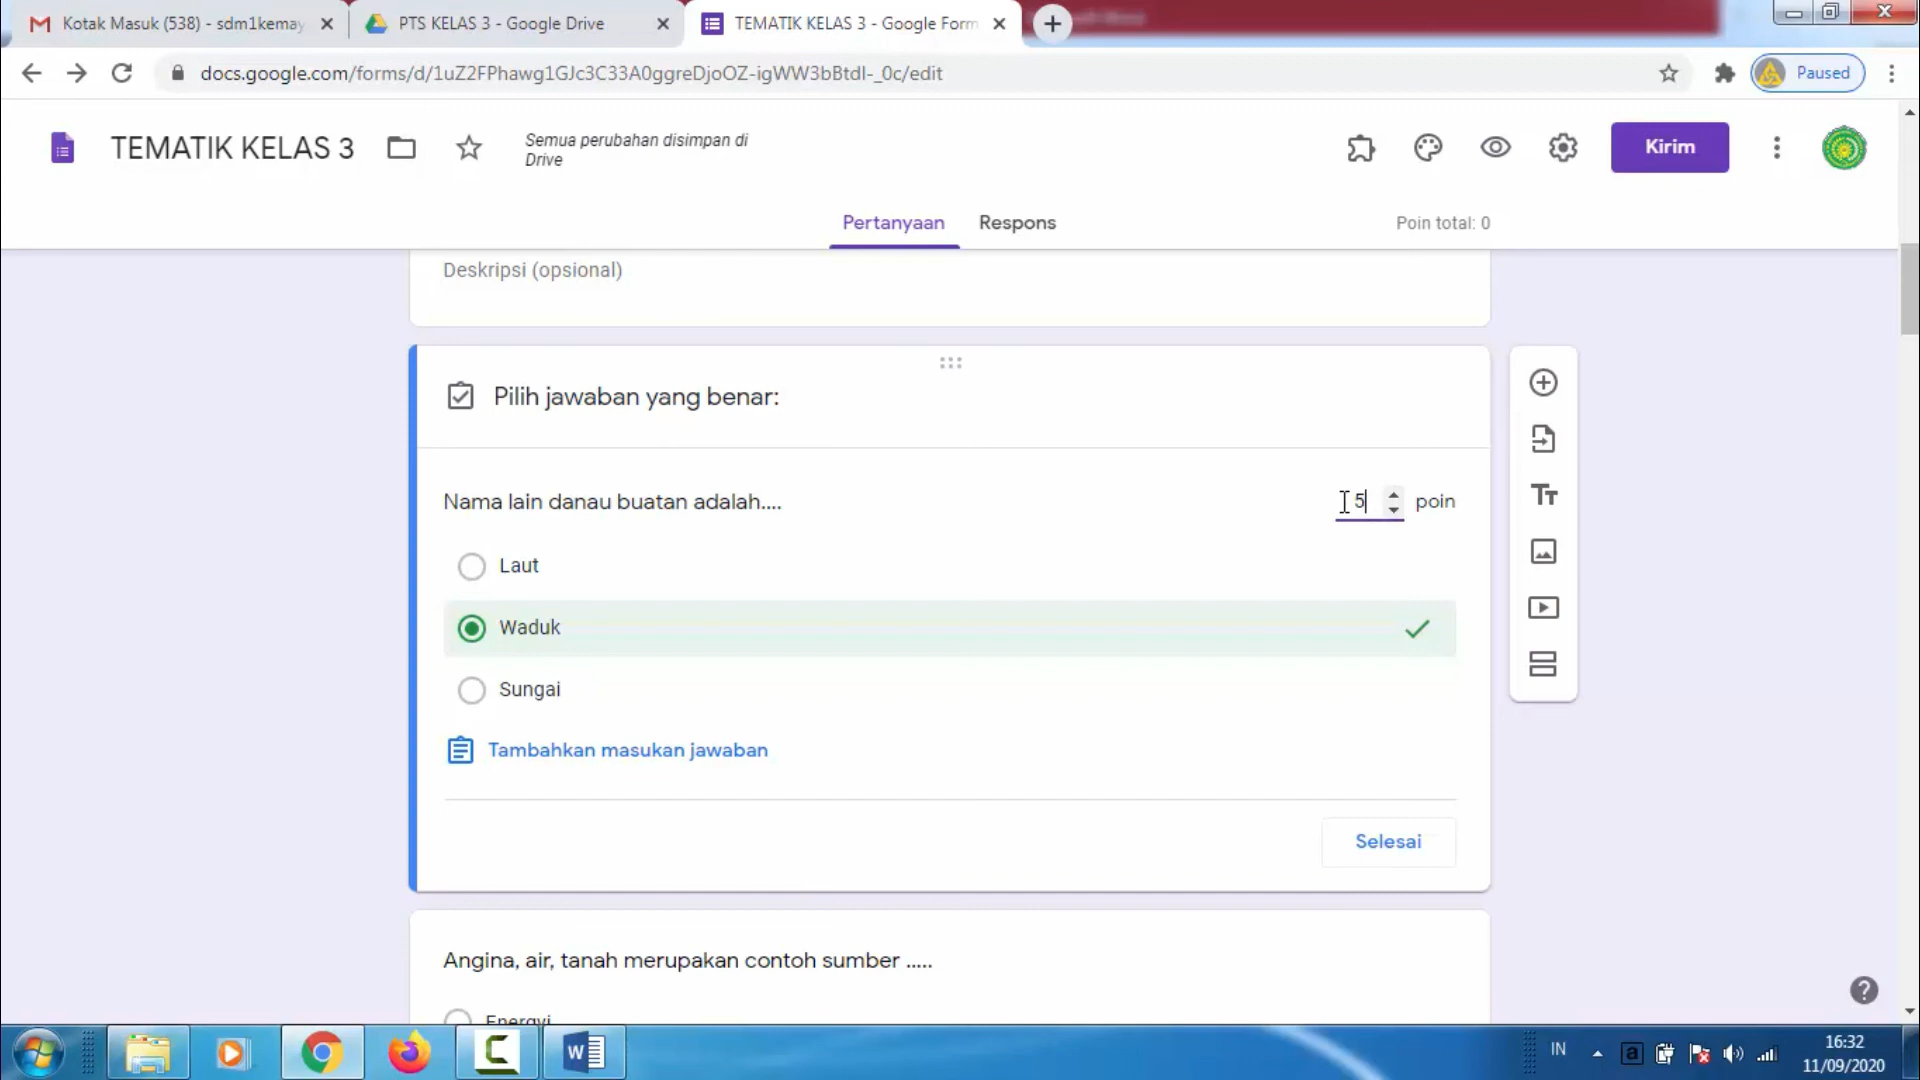 Kotak Masuk (538) - sdm1kemay
PTS KELAS 3 - Google Drive
TEMATIK KELAS 3 - Google Form
docs.google.com/forms/d/1uZ2FPhawg1GJc3C33A0ggreDjoOZ-igWW3bBtdI-_0c/edit
Paused
TEMATIK KELAS 3
Semua perubahan disimpan di
Drive
Kirim
Pertanyaan
Respons
Poin total: 0
Deskripsi (opsional)
Pilih jawaban yang benar:
Nama lain danau buatan adalah....
5 poin
Laut
Waduk
Sungai
Tambahkan masukan jawaban
Selesai
Angina, air, tanah merupakan contoh sumber .....
Energyi
IN
16:32
11/09/2020